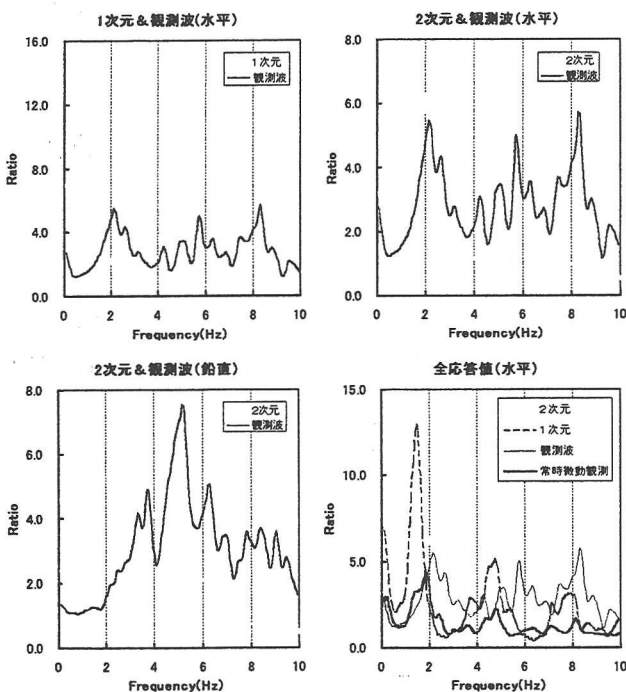 1次元&観測波(水平)
16.0
12.0
8.0
4.0
0.0
Ratio
0 2 4 6 8 10
Frequency(Hz)
1次元
観測波
2次元&観測波(水平)
8.0
6.0
4.0
2.0
0.0
Ratio
0 2 4 6 8 10
Frequency(Hz)
2次元
観測波
2次元&観測波(鉛直)
8.0
6.0
4.0
2.0
0.0
Ratio
0 2 4 6 8 10
Frequency(Hz)
2次元
観測波
全応答値(水平)
15.0
10.0
5.0
0.0
Ratio
0 2 4 6 8 10
Frequency(Hz)
2次元
1次元
観測波
常時微動観測